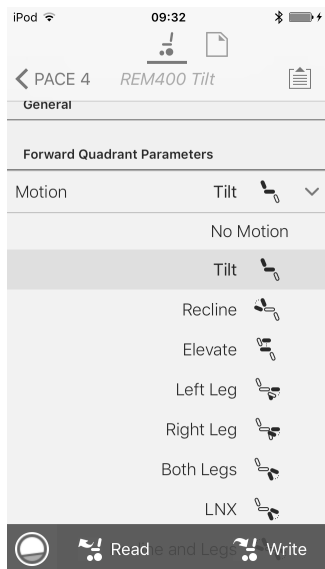 iPod 09:32
PACE 4 REM400 Tilt
General
Forward Quadrant Parameters
Motion Tilt
No Motion
Tilt
Recline
Elevate
Left Leg
Right Leg
Both Legs
LNX
Read Write